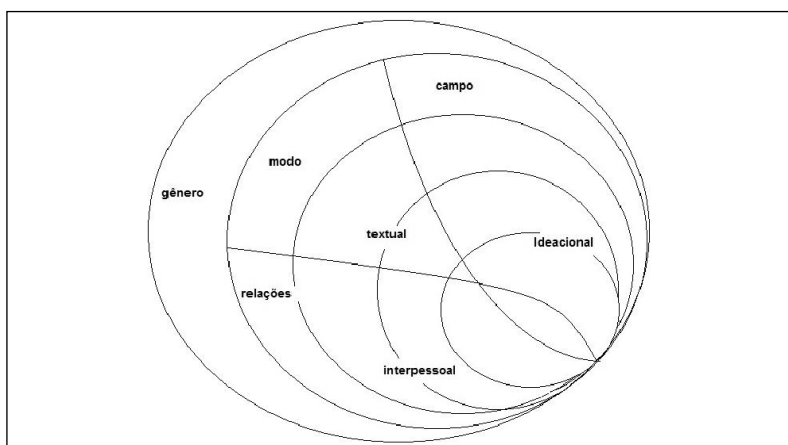 campo
modo
gênero
textual
Ideacional
relações
interpessoal